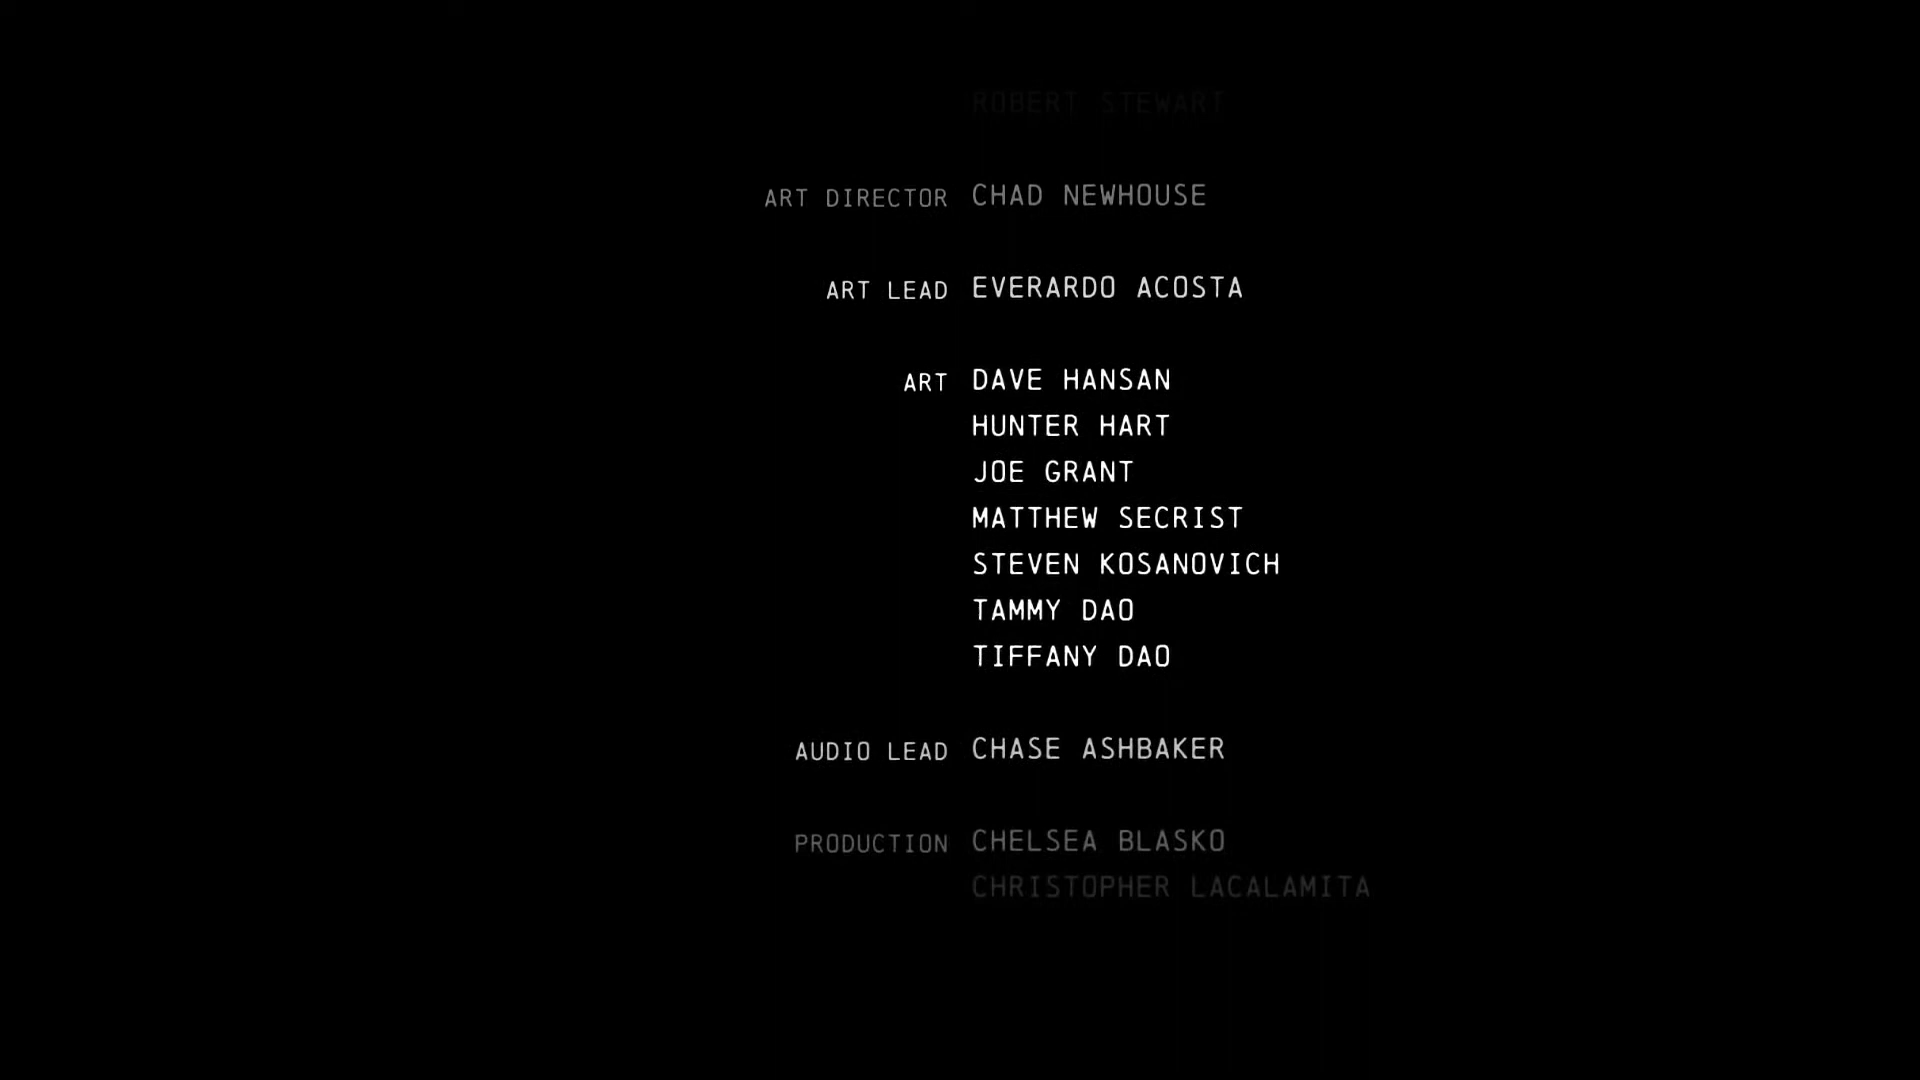 ROBERT STEWART
ART DIRECTOR CHAD NEWHOUSE
ART LEAD EVERARDO ACOSTA
ART DAVE HANSAN
HUNTER HART
JOE GRANT
MATTHEW SECRIST
STEVEN KOSANOVICH
TAMMY DAO
TIFFANY DAO
AUDIO LEAD CHASE ASHBAKER
PRODUCTION CHELSEA BLASKO
CHRISTOPHER LACALAMITA